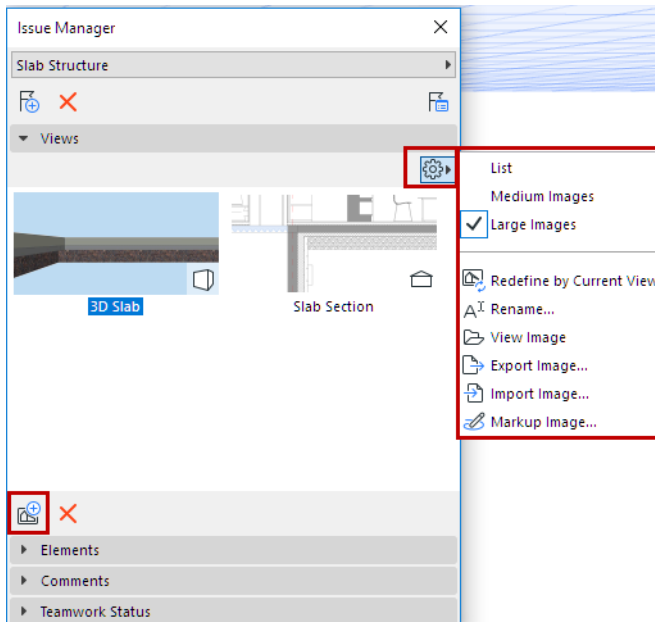 Issue Manager
Slab Structure
Views
List
Medium Images
Large Images
3D Slab
Slab Section
Redefine by Current View
Rename...
View Image
Export Image...
Import Image...
Markup Image...
Elements
Comments
Teamwork Status